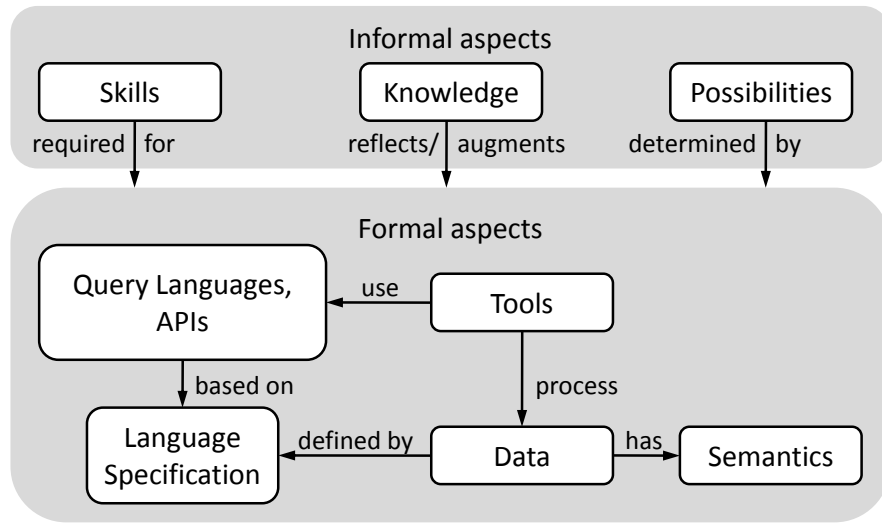 Informal aspects
Skills
Knowledge
Possibilities
required for
reflects/ augments
determined by
Formal aspects
Query Languages,
APIs
use
Tools
based on
process
Language
Specification
defined by
Data
has
Semantics